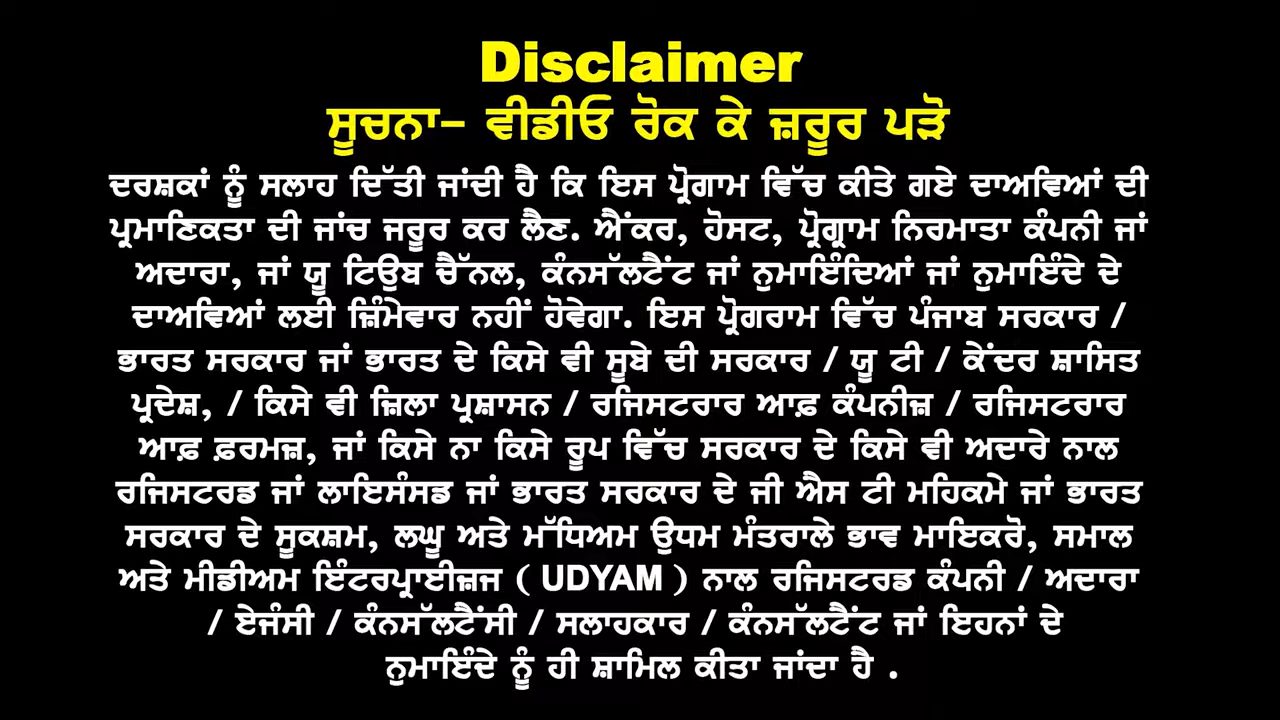 Disclaimer
ਸੂਚਨਾ- ਵੀਡੀਓ ਰੋਕ ਕੇ ਜ਼ਰੂਰ ਪੜੋ
ਦਰਸ਼ਕਾਂ ਨੂੰ ਸਲਾਹ ਦਿੱਤੀ ਜਾਂਦੀ ਹੈ ਕਿ ਇਸ ਪ੍ਰੋਗਾਮ ਵਿੱਚ ਕੀਤੇ ਗਏ ਦਾਅਵਿਆਂ ਦੀ
ਪ੍ਰਮਾਣਿਕਤਾ ਦੀ ਜਾਂਚ ਜਰੂਰ ਕਰ ਲੈਣ. ਐਂਕਰ, ਹੋਸਟ, ਪ੍ਰੋਗ੍ਰਾਮ ਨਿਰਮਾਤਾ ਕੰਪਨੀ ਜਾਂ
ਅਦਾਰਾ, ਜਾਂ ਯੂ ਟਿਊਬ ਚੈੱਨਲ, ਕੰਨਸੱਲਟੈਂਟ ਜਾਂ ਨੁਮਾਇੰਦਿਆਂ ਜਾਂ ਨੁਮਾਇੰਦੇ ਦੇ
ਦਾਅਵਿਆਂ ਲਈ ਜ਼ਿੰਮੇਵਾਰ ਨਹੀਂ ਹੋਵੇਗਾ. ਇਸ ਪ੍ਰੋਗਰਾਮ ਵਿੱਚ ਪੰਜਾਬ ਸਰਕਾਰ /
ਭਾਰਤ ਸਰਕਾਰ ਜਾਂ ਭਾਰਤ ਦੇ ਕਿਸੇ ਵੀ ਸੂਬੇ ਦੀ ਸਰਕਾਰ / ਯੂ ਟੀ / ਕੇਂਦਰ ਸ਼ਾਸਿਤ
ਪ੍ਰਦੇਸ਼, / ਕਿਸੇ ਵੀ ਜ਼ਿਲਾ ਪ੍ਰਸ਼ਾਸਨ / ਰਜਿਸਟਰਾਰ ਆਫ਼ ਕੰਪਨੀਜ਼ / ਰਜਿਸਟਰਾਰ
ਆਫ਼ ਫ਼ਰਮਜ਼, ਜਾਂ ਕਿਸੇ ਨਾ ਕਿਸੇ ਰੂਪ ਵਿੱਚ ਸਰਕਾਰ ਦੇ ਕਿਸੇ ਵੀ ਅਦਾਰੇ ਨਾਲ
ਰਜਿਸਟਰਡ ਜਾਂ ਲਾਇਸੰਸਡ ਜਾਂ ਭਾਰਤ ਸਰਕਾਰ ਦੇ ਜੀ ਐਸ ਟੀ ਮਹਿਕਮੇ ਜਾਂ ਭਾਰਤ
ਸਰਕਾਰ ਦੇ ਸੂਕਸ਼ਮ, ਲਘੂ ਅਤੇ ਮੱਧਿਅਮ ਉਧਮ ਮੰਤਰਾਲੇ ਭਾਵ ਮਾਇਕਰੋ, ਸਮਾਲ
ਅਤੇ ਮੀਡੀਅਮ ਇੰਟਰਪ੍ਰਾਈਜ਼ਜ ( UDYAM ) ਨਾਲ ਰਜਿਸਟਰਡ ਕੰਪਨੀ / ਅਦਾਰਾ
/ ਏਜੰਸੀ / ਕੰਨਸੱਲਟੈਂਸੀ / ਸਲਾਹਕਾਰ / ਕੰਨਸੱਲਟੈਂਟ ਜਾਂ ਇਹਨਾਂ ਦੇ
ਨੁਮਾਇੰਦੇ ਨੂੰ ਹੀ ਸ਼ਾਮਿਲ ਕੀਤਾ ਜਾਂਦਾ ਹੈ .